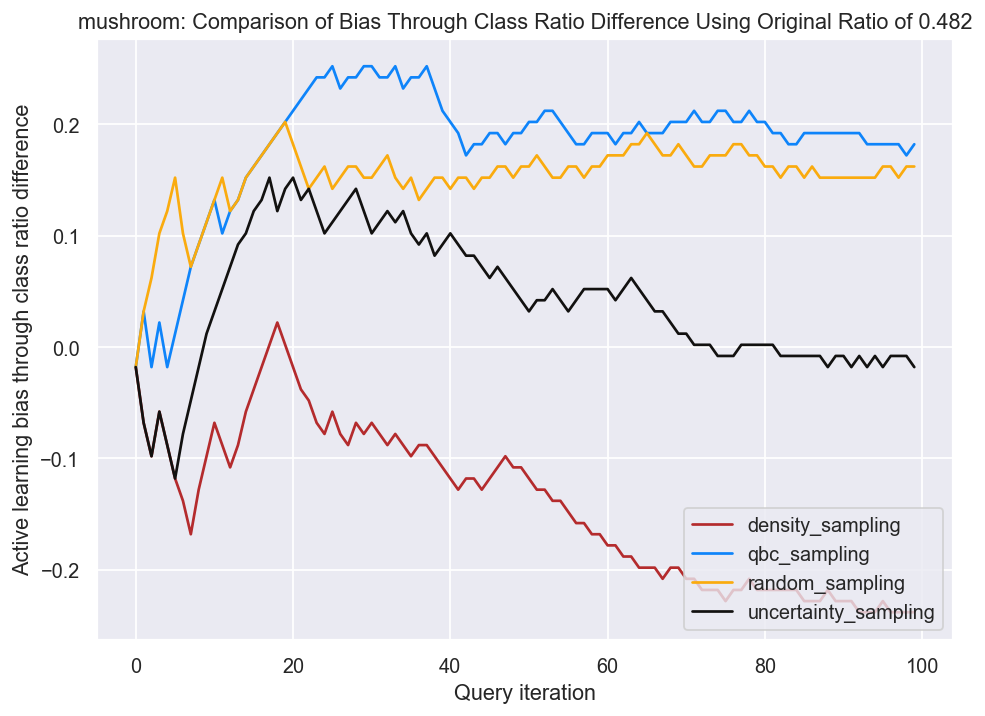 mushroom: Comparison of Bias Through Class Ratio Difference Using Original Ratio of 0.482
Active learning bias through class ratio difference
0.2
0.1
0.0
−0.1
−0.2
density_sampling
qbc_sampling
random_sampling
uncertainty_sampling
0 20 40 60 80 100
Query iteration